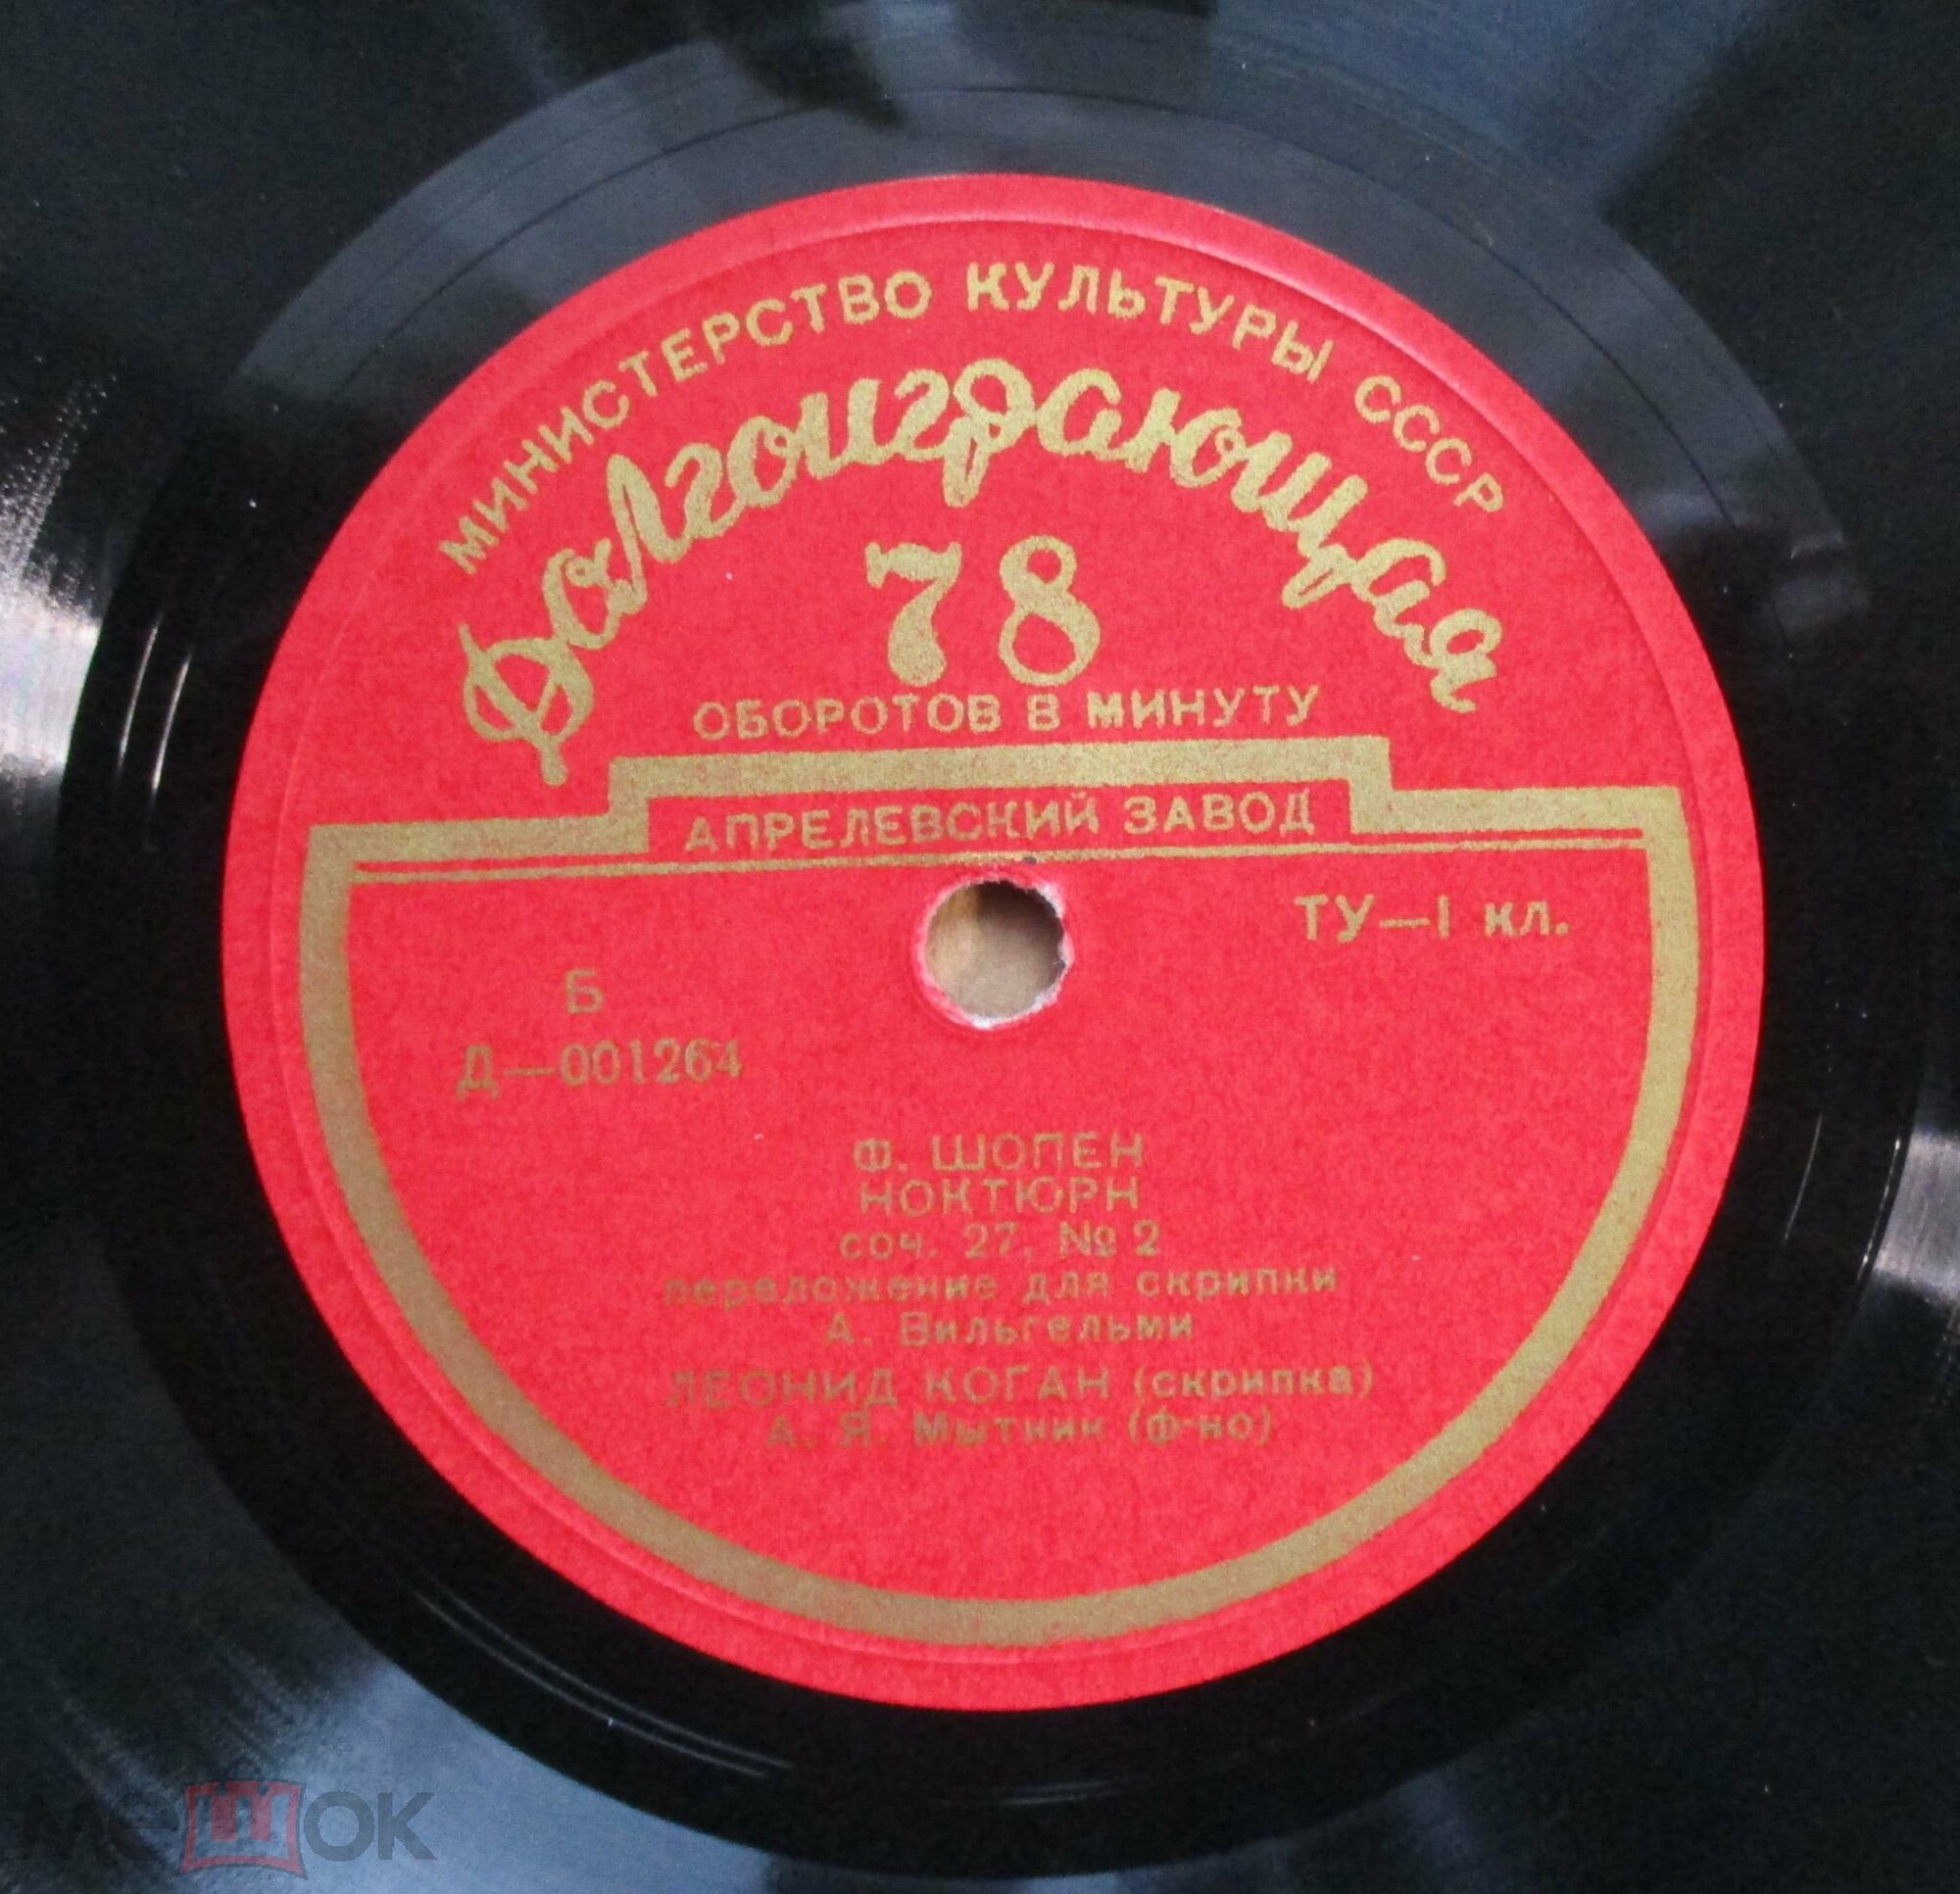 МИНИСТЕРСТВО КУЛЬТУРЫ СССР
Долгоиграющая
78
ОБОРОТОВ В МИНУТУ
АПРЕЛЕВСКИЙ ЗАВОД
ТУ—I кл.
Б
Д—001264
Ф. ШОПЕН
НОКТЮРН
соч. 27, № 2
переложение для скрипки
А. Вильгельми
ЛЕОНИД КОГАН (скрипка)
А. Я. Мытник (ф-но)
мешок